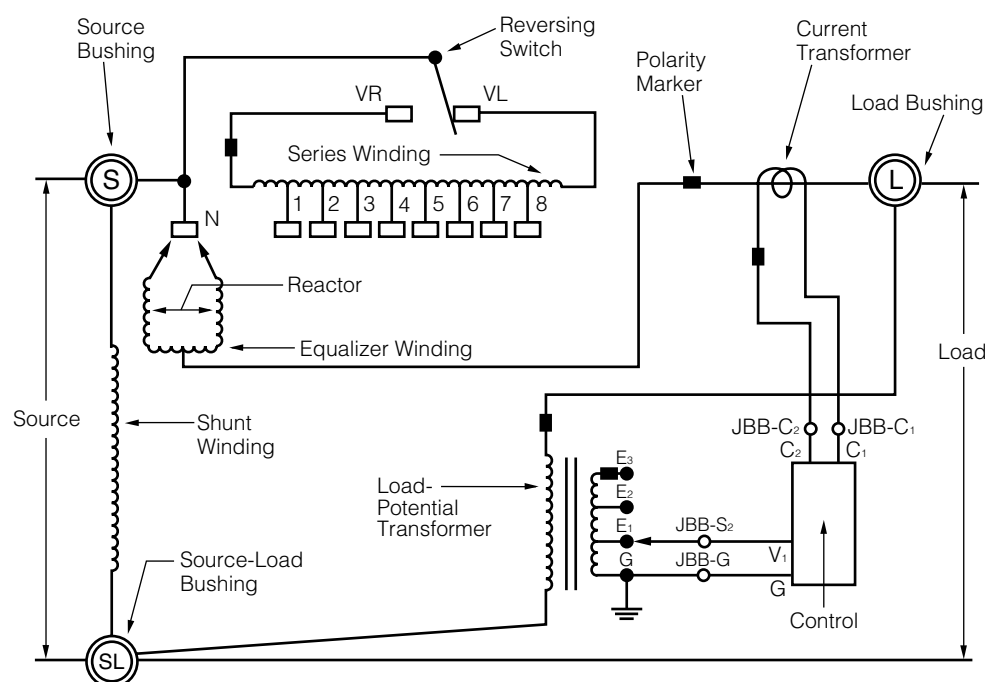 Source
Bushing
Reversing
Switch
Current
Transformer
Polarity
Marker
Load Bushing
VR
VL
Series Winding
S
L
1 2 3 4 5 6 7 8
N
Reactor
Equalizer Winding
Load
Source
Shunt
Winding
JBB-C₂
JBB-C₁
C₂
C₁
Load-
Potential
Transformer
E₃
E₂
E₁
JBB-S₂
V₁
G
JBB-G
G
Source-Load
Bushing
Control
SL